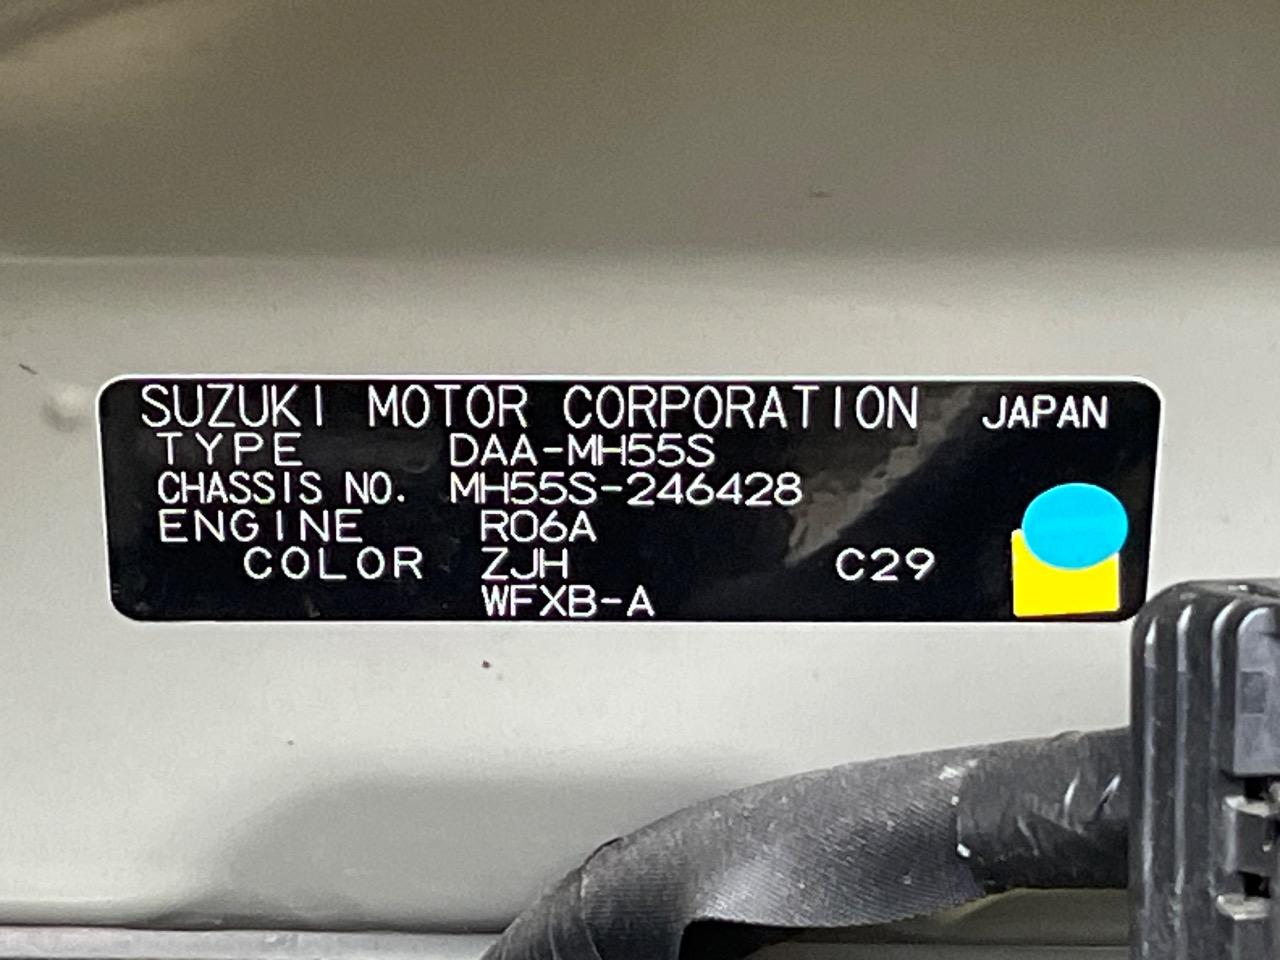 SUZUKI MOTOR CORPORATION JAPAN
TYPE DAA-MH55S
CHASSIS NO. MH55S-246428
ENGINE R06A
COLOR ZJH C29
WFXB-A